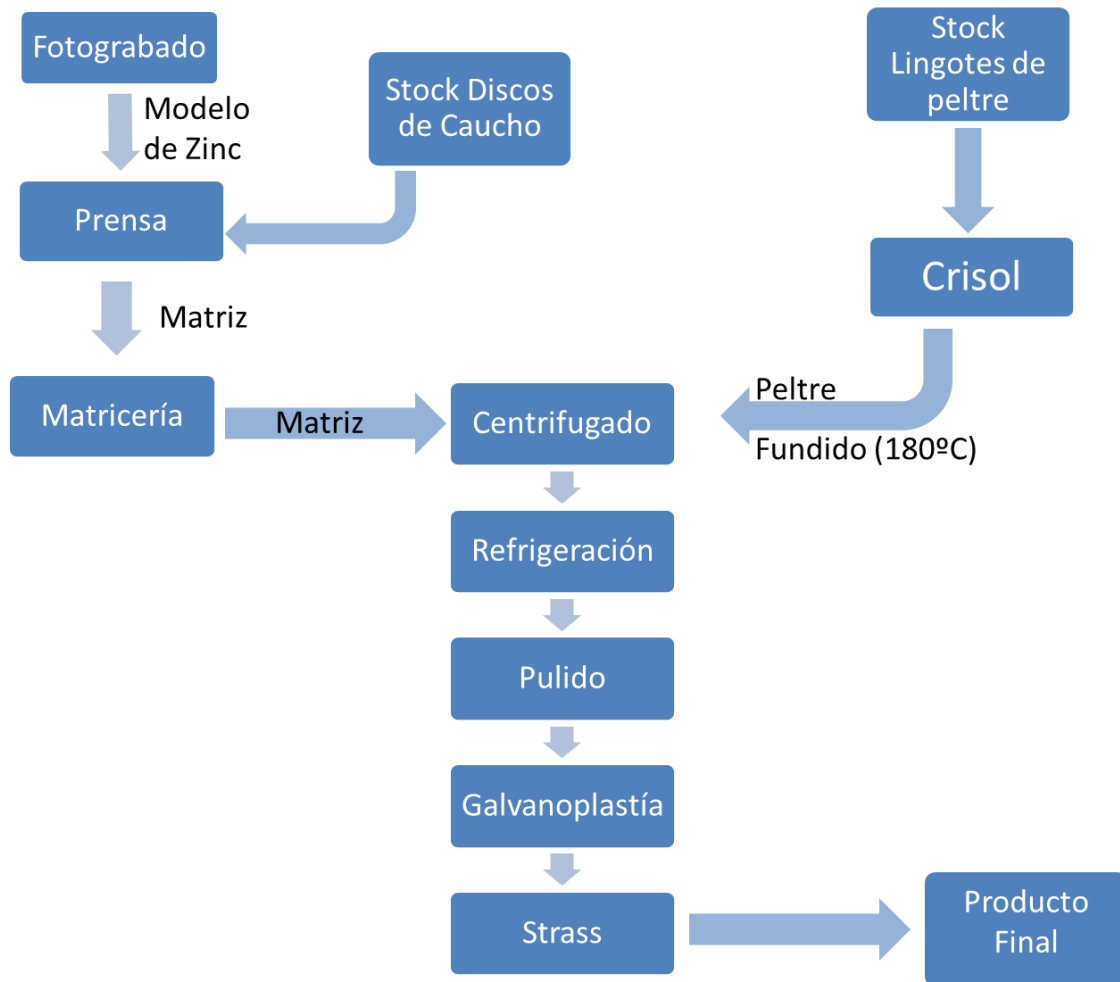 Fotograbado
Modelo
de Zinc
Stock Discos
de Caucho
Stock
Lingotes de
peltre
Prensa
Crisol
Matriz
Matricería
Matriz
Centrifugado
Peltre
Fundido (180ºC)
Refrigeración
Pulido
Galvanoplastía
Strass
Producto
Final